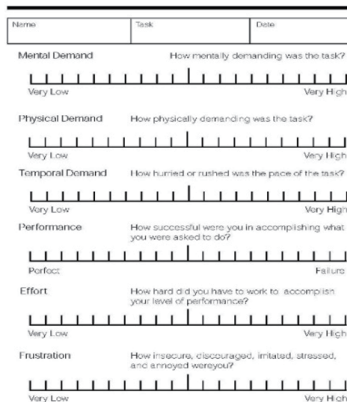 Name Task Date
Mental Demand How mentally demanding was the task?
Very Low Very High
Physical Demand How physically demanding was the task?
Very Low Very High
Temporal Demand How hurried or rushed was the pace of the task?
Very Low Very High
Performance How successful were you in accomplishing what
you were asked to do?
Perfect Failure
Effort How hard did you have to work to accomplish
your level of performance?
Very Low Very High
Frustration How insecure, discouraged, irritated, stressed,
and annoyed wereyou?
Very Low Very High